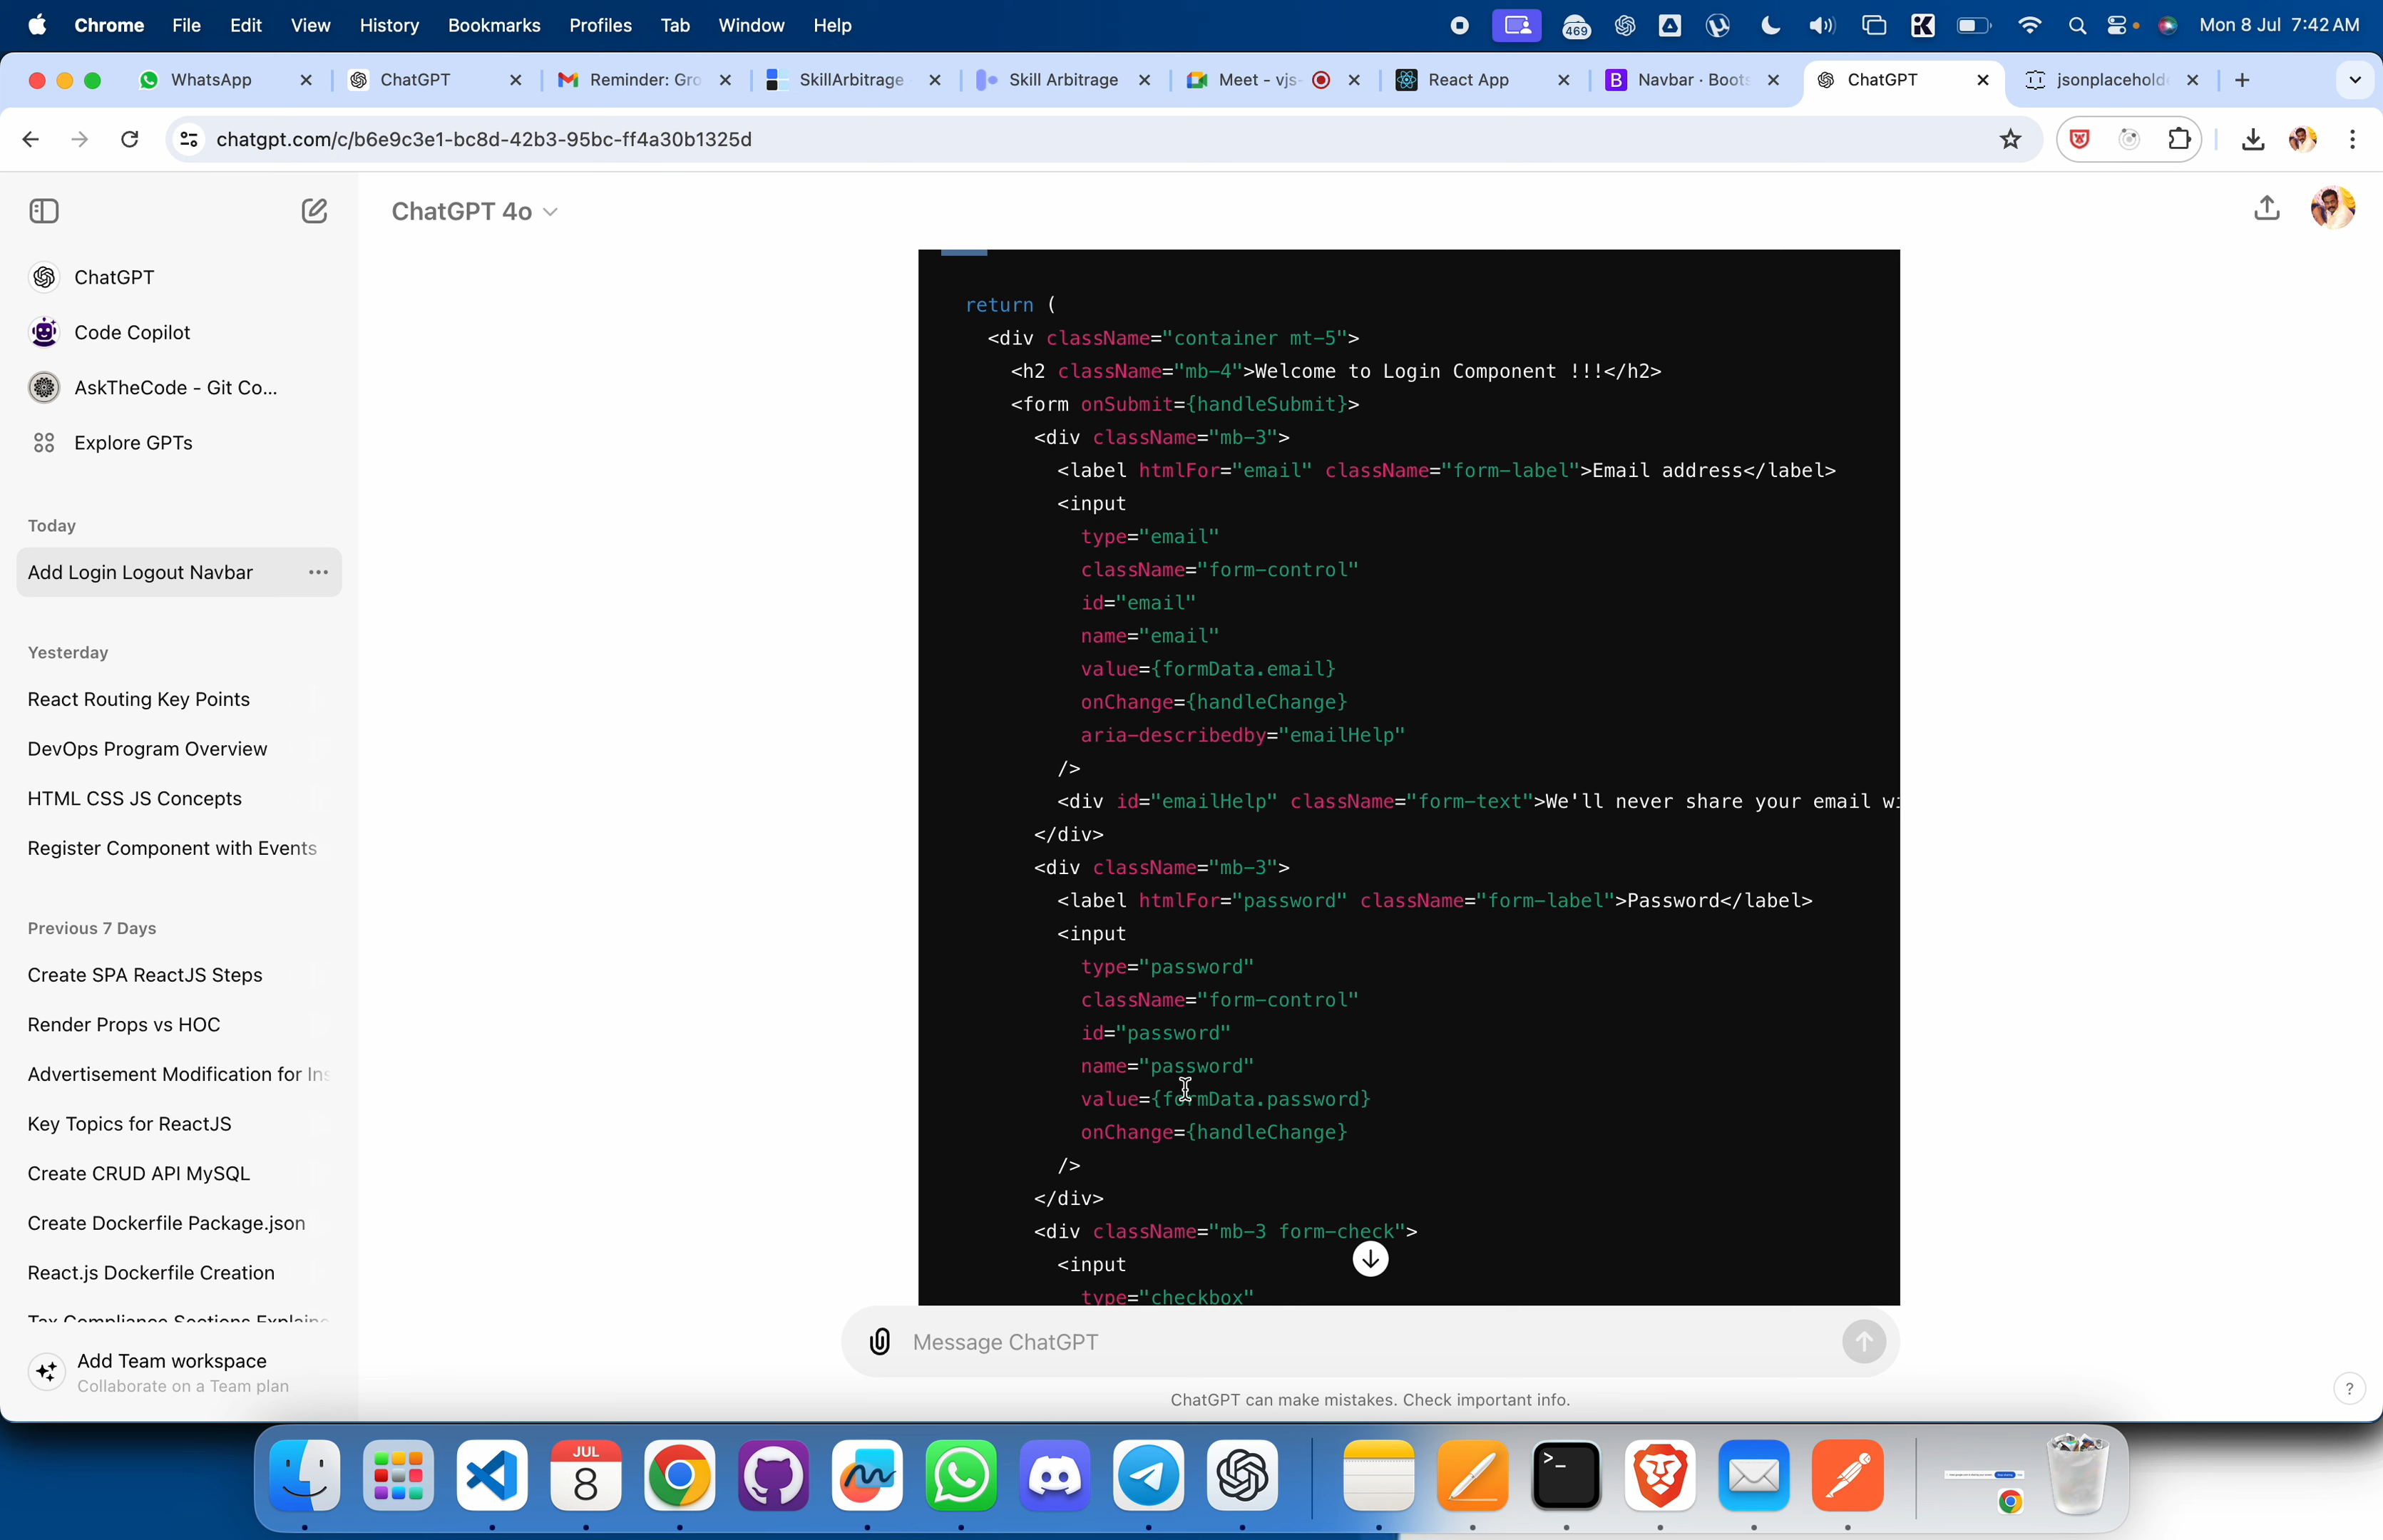 Chrome File Edit View History Bookmarks Profiles Tab Window Help 469 Mon 8 Jul 7:42 AM
WhatsApp ChatGPT Reminder: Gro SkillArbitrage Skill Arbitrage Meet - vjs- React App Navbar · Boots ChatGPT jsonplacehold
chatgpt.com/c/b6e9c3e1-bc8d-42b3-95bc-ff4a30b1325d
ChatGPT 4o
ChatGPT
Code Copilot
AskTheCode - Git Co...
Explore GPTs
Today
Add Login Logout Navbar
Yesterday
React Routing Key Points
DevOps Program Overview
HTML CSS JS Concepts
Register Component with Events
Previous 7 Days
Create SPA ReactJS Steps
Render Props vs HOC
Advertisement Modification for Ins
Key Topics for ReactJS
Create CRUD API MySQL
Create Dockerfile Package.json
React.js Dockerfile Creation
Tax Compliance Sections Explaine
Add Team workspace
Collaborate on a Team plan
return (
<div className="container mt-5">
<h2 className="mb-4">Welcome to Login Component !!!</h2>
<form onSubmit={handleSubmit}>
<div className="mb-3">
<label htmlFor="email" className="form-label">Email address</label>
<input
type="email"
className="form-control"
id="email"
name="email"
value={formData.email}
onChange={handleChange}
aria-describedby="emailHelp"
/>
<div id="emailHelp" className="form-text">We'll never share your email wi
</div>
<div className="mb-3">
<label htmlFor="password" className="form-label">Password</label>
<input
type="password"
className="form-control"
id="password"
name="password"
value={formData.password}
onChange={handleChange}
/>
</div>
<div className="mb-3 form-check">
<input
type="checkbox"
Message ChatGPT
ChatGPT can make mistakes. Check important info.
?
JUL
8